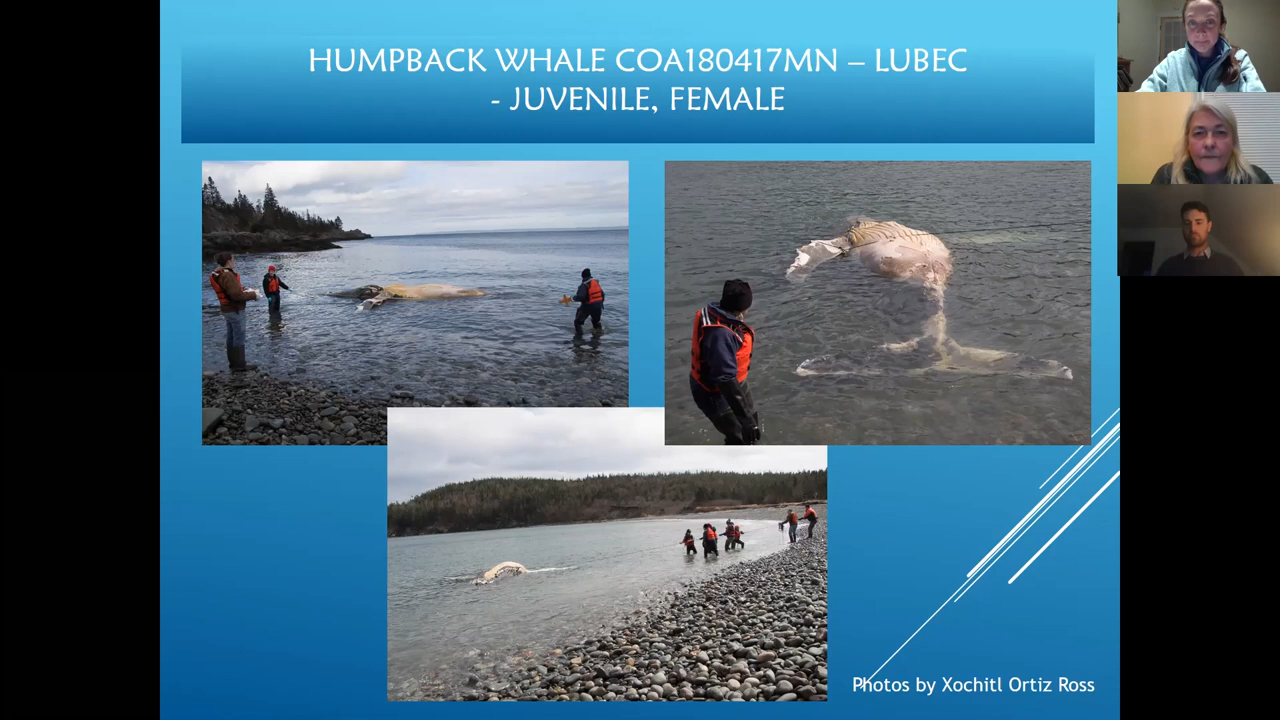 HUMPBACK WHALE COA180417MN – LUBEC
- JUVENILE, FEMALE
Photos by Xochitl Ortiz Ross